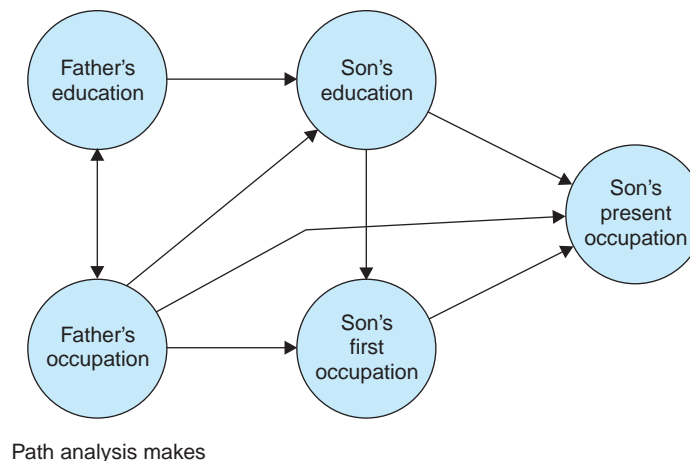 Father’s
education
Son’s
education
Son’s
present
occupation
Father’s
occupation
Son’s
first
occupation
Path analysis makes